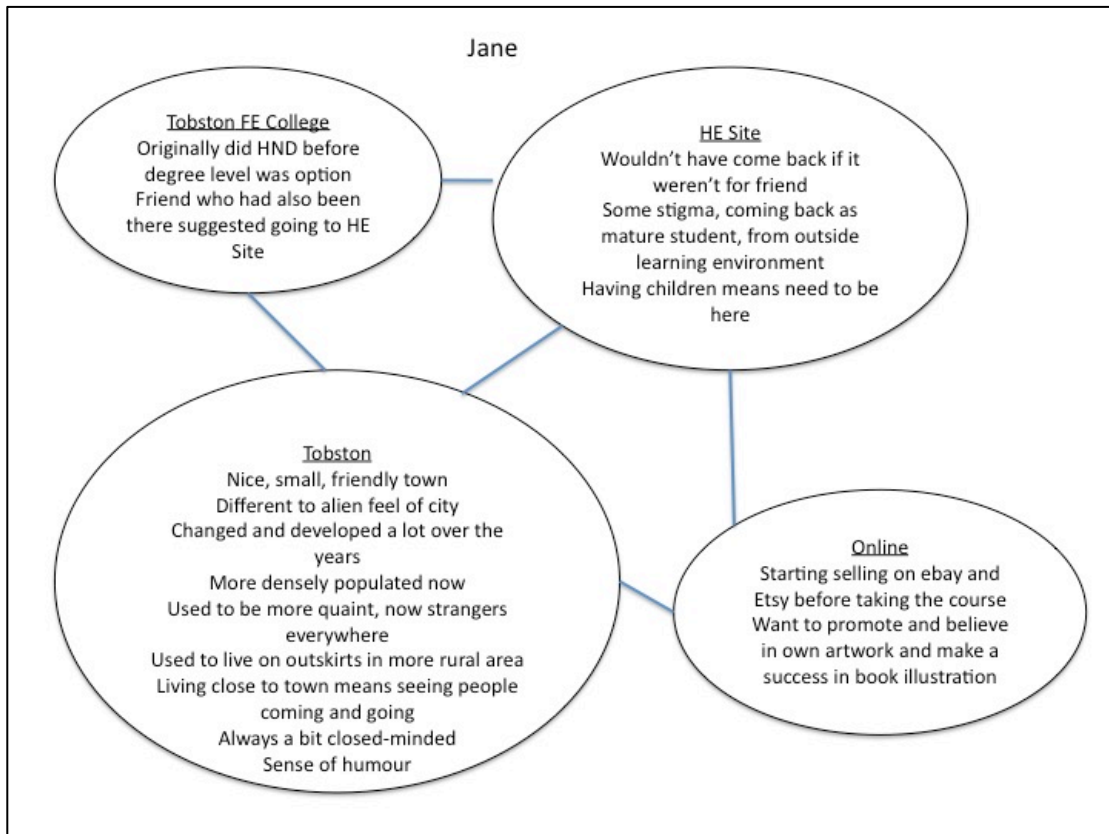 Jane
Tobston FE College
Originally did HND before
degree level was option
Friend who had also been
there suggested going to HE
Site
HE Site
Wouldn't have come back if it
weren't for friend
Some stigma, coming back as
mature student, from outside
learning environment
Having children means need to be
here
Tobston
Nice, small, friendly town
Different to alien feel of city
Changed and developed a lot over the
years
More densely populated now
Used to be more quaint, now strangers
everywhere
Used to live on outskirts in more rural area
Living close to town means seeing people
coming and going
Always a bit closed-minded
Sense of humour
Online
Starting selling on ebay and
Etsy before taking the course
Want to promote and believe
in own artwork and make a
success in book illustration